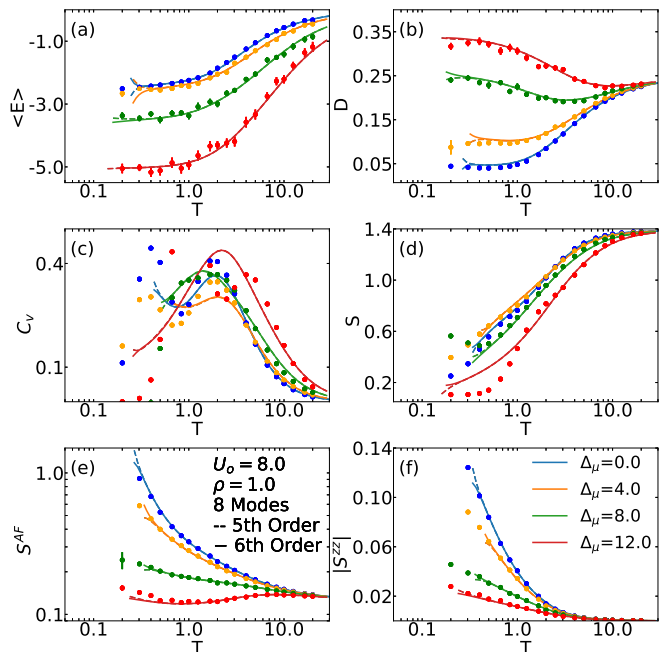 (a)
-1.0
-3.0
-5.0
<E>
0.1
1.0
10.0
T
(b)
0.45
0.35
0.25
0.15
0.05
D
0.1
1.0
10.0
T
(c)
0.4
0.1
C_v
0.1
1.0
10.0
T
(d)
1.4
1.0
0.6
0.2
S
0.1
1.0
10.0
T
(e)
1.0
0.1
S^{AF}
U_o=8.0
ρ=1.0
8 Modes
-- 5th Order
— 6th Order
0.1
1.0
10.0
T
(f)
0.14
0.10
0.06
0.02
|S^{zz}|
Δ_μ=0.0
Δ_μ=4.0
Δ_μ=8.0
Δ_μ=12.0
0.1
1.0
10.0
T